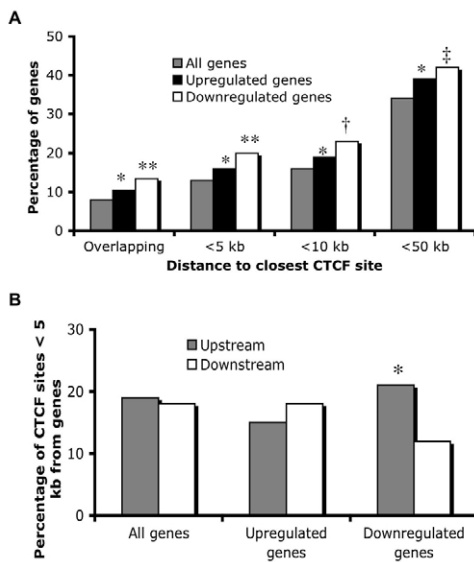 A
Percentage of genes
50
40
30
20
10
0
All genes
Upregulated genes
Downregulated genes
* **
* **
* †
* ‡
Overlapping <5 kb <10 kb <50 kb
Distance to closest CTCF site
B
Percentage of CTCF sites < 5
kb from genes
30
20
10
0
Upstream
Downstream
*
All genes Upregulated Downregulated
genes genes